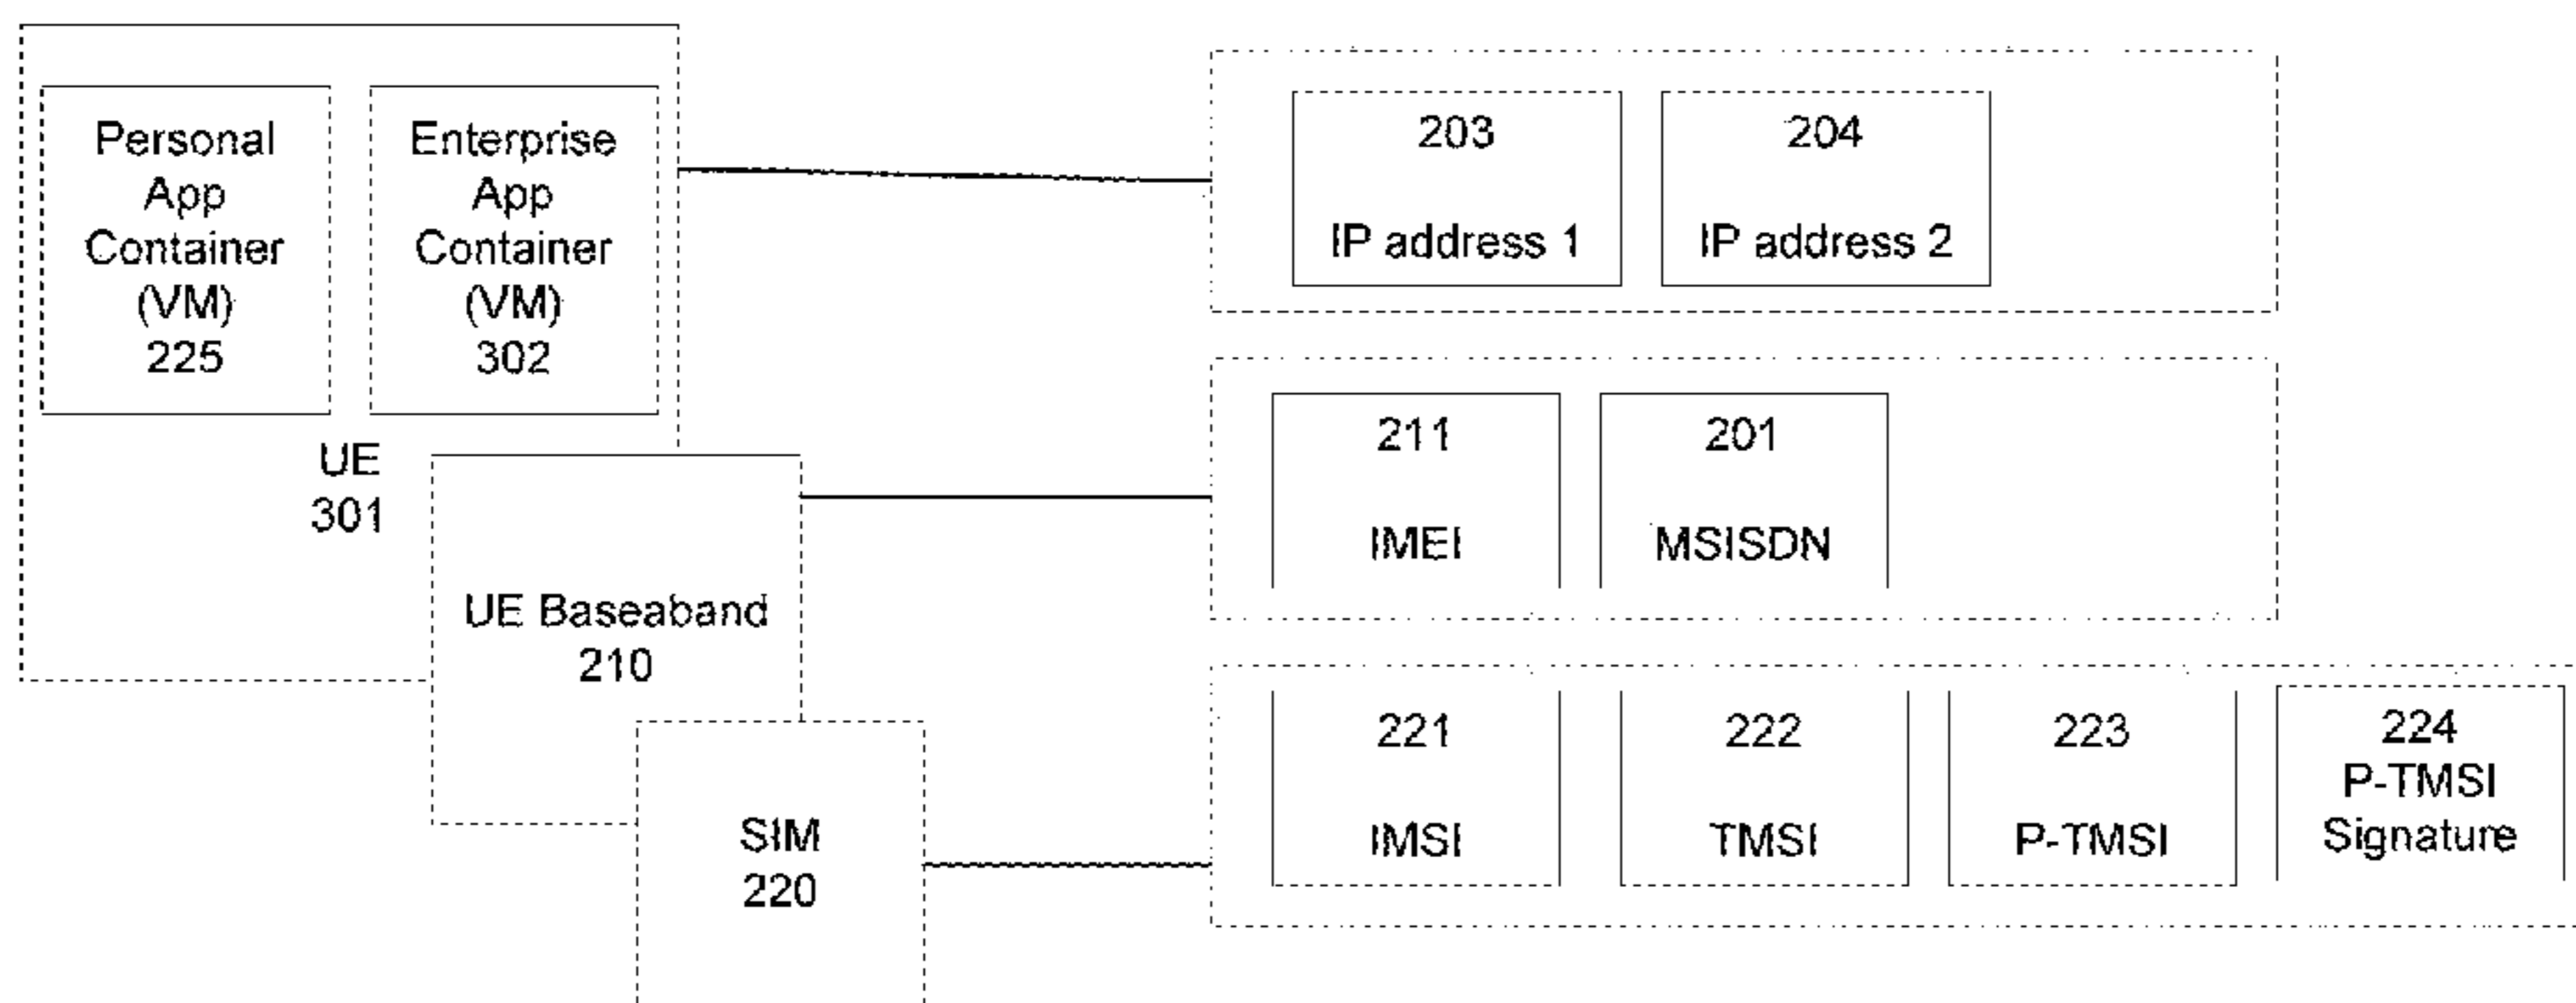 Personal
App
Container
(VM)
225
Enterprise
App
Container
(VM)
302
UE
301
UE Baseaband
210
SIM
220
203
IP address 1
204
IP address 2
211
IMEI
201
MSISDN
221
IMSI
222
TMSI
223
P-TMSI
224
P-TMSI
Signature